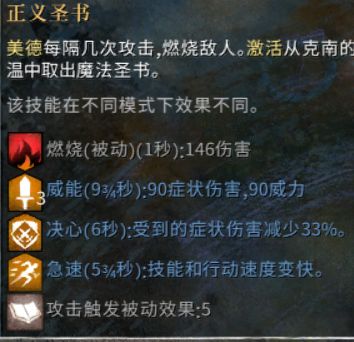 正义圣书
美德每隔几次攻击,燃烧敌人。激活从克南的
温中取出魔法圣书。
该技能在不同模式下效果不同。
燃烧(被动)(1秒):146伤害
威能(9¾秒):90症状伤害,90威力
3
决心(6秒):受到的症状伤害减少33%。
急速(5¾秒):技能和行动速度变快。
攻击触发被动效果:5